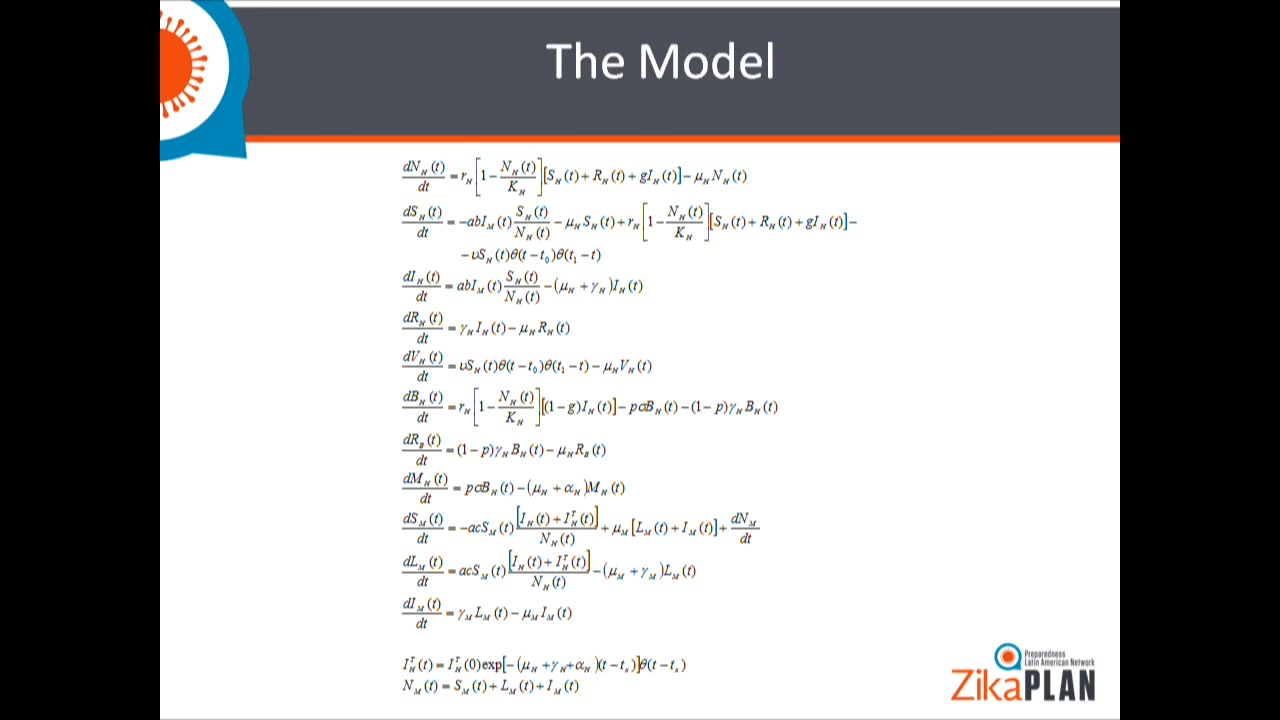 The Model
dN_H(t)/dt = r_H[1 − N_H(t)/K_H][S_H(t) + R_H(t) + gI_H(t)] − μ_H N_H(t)
dS_H(t)/dt = −abI_M(t) S_H(t)/N_H(t) − μ_H S_H(t) + r_H[1 − N_H(t)/K_H][S_H(t) + R_H(t) + gI_H(t)] −
− υS_H(t)θ(t − t_0)θ(t_1 − t)
dI_H(t)/dt = abI_M(t) S_H(t)/N_H(t) − (μ_H + γ_H)I_H(t)
dR_H(t)/dt = γ_H I_H(t) − μ_H R_H(t)
dV_H(t)/dt = υS_H(t)θ(t − t_0)θ(t_1 − t) − μ_H V_H(t)
dB_H(t)/dt = r_H[1 − N_H(t)/K_H][(1 − g)I_H(t)] − pσB_H(t) − (1 − p)γ_H B_H(t)
dR_B(t)/dt = (1 − p)γ_H B_H(t) − μ_H R_B(t)
dM_H(t)/dt = pσB_H(t) − (μ_H + α_H)M_H(t)
dS_M(t)/dt = −acS_M(t) [I_H(t) + I_H^T(t)]/N_H(t) + μ_M[L_M(t) + I_M(t)] + dN_M/dt
dL_M(t)/dt = acS_M(t) [I_H(t) + I_H^T(t)]/N_H(t) − (μ_M + γ_M)L_M(t)
dI_M(t)/dt = γ_M L_M(t) − μ_M I_M(t)
I_H^T(t) = I_H^T(0)exp[−(μ_H + γ_H + α_H)(t − t_s)]θ(t − t_s)
N_M(t) = S_M(t) + L_M(t) + I_M(t)
Preparedness
Latin American Network
ZikaPLAN